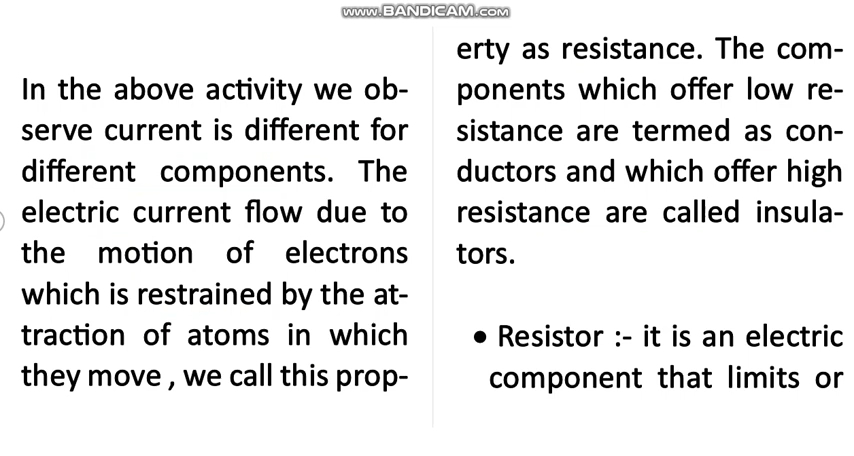 www.BANDICAM.com
In the above activity we ob-
serve current is different for
different components. The
electric current flow due to
the motion of electrons
which is restrained by the at-
traction of atoms in which
they move , we call this prop-
erty as resistance. The com-
ponents which offer low re-
sistance are termed as con-
ductors and which offer high
resistance are called insula-
tors.
• Resistor :- it is an electric
component that limits or